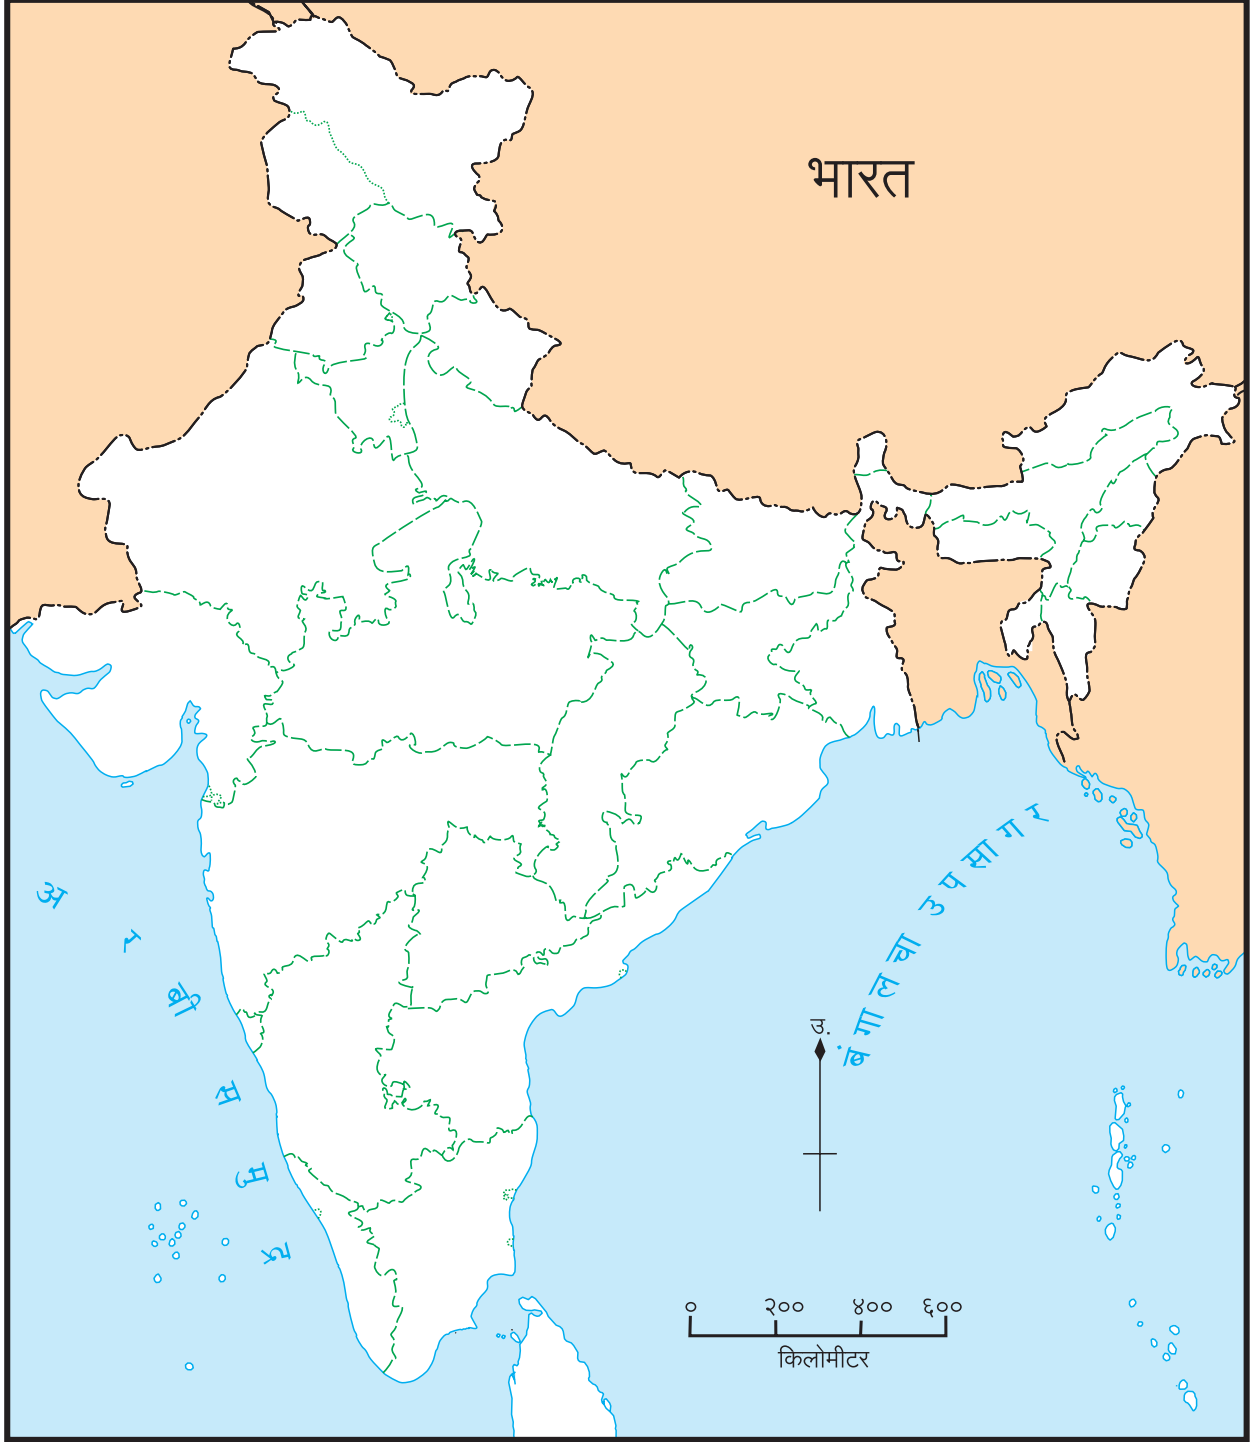 भारत
अरबी समुद्र
बंगालचा उपसागर
उ.
० २०० ४०० ६००
किलोमीटर